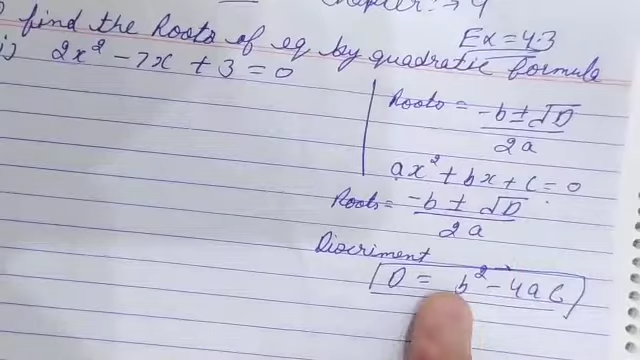 Chapter: → 4
Ex = 4.3
find the Roots of eq by quadratic formula
i) 2x² - 7x + 3 = 0
Roots = -b ± √D / 2a
ax² + bx + c = 0
Roots = -b ± √D / 2a
Discriment
D = b² - 4ac